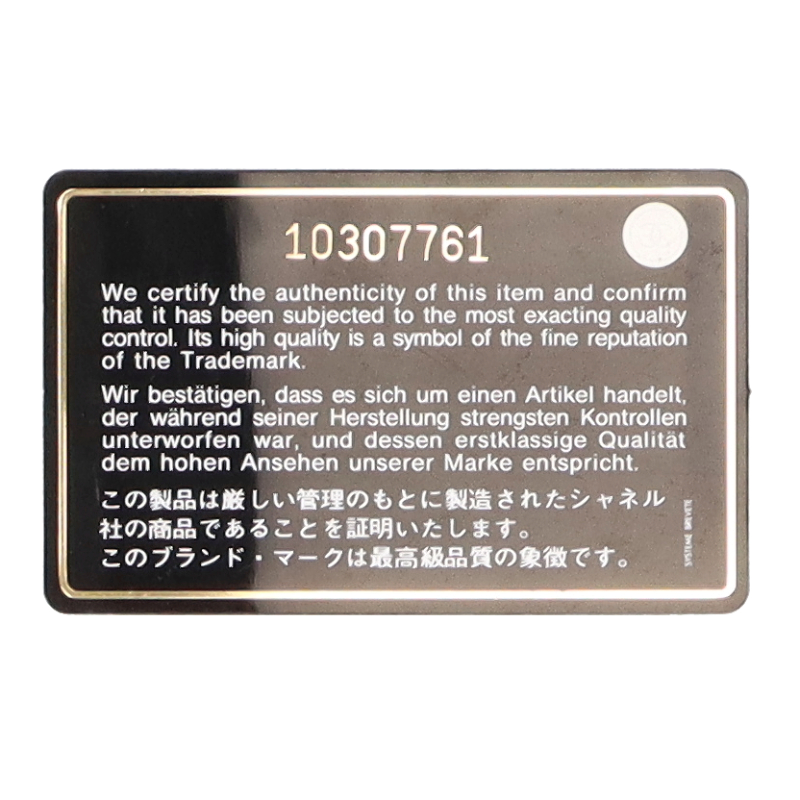 10307761
We certify the authenticity of this item and confirm
that it has been subjected to the most exacting quality
control. Its high quality is a symbol of the fine reputation
of the Trademark.
Wir bestätigen, dass es sich um einen Artikel handelt,
der während seiner Herstellung strengsten Kontrollen
unterworfen war, und dessen erstklassige Qualität
dem hohen Ansehen unserer Marke entspricht.
この製品は厳しい管理のもとに製造されたシャネル
社の商品であることを証明いたします。
このブランド・マークは最高級品質の象徴です。
SYSTEME BREVETE